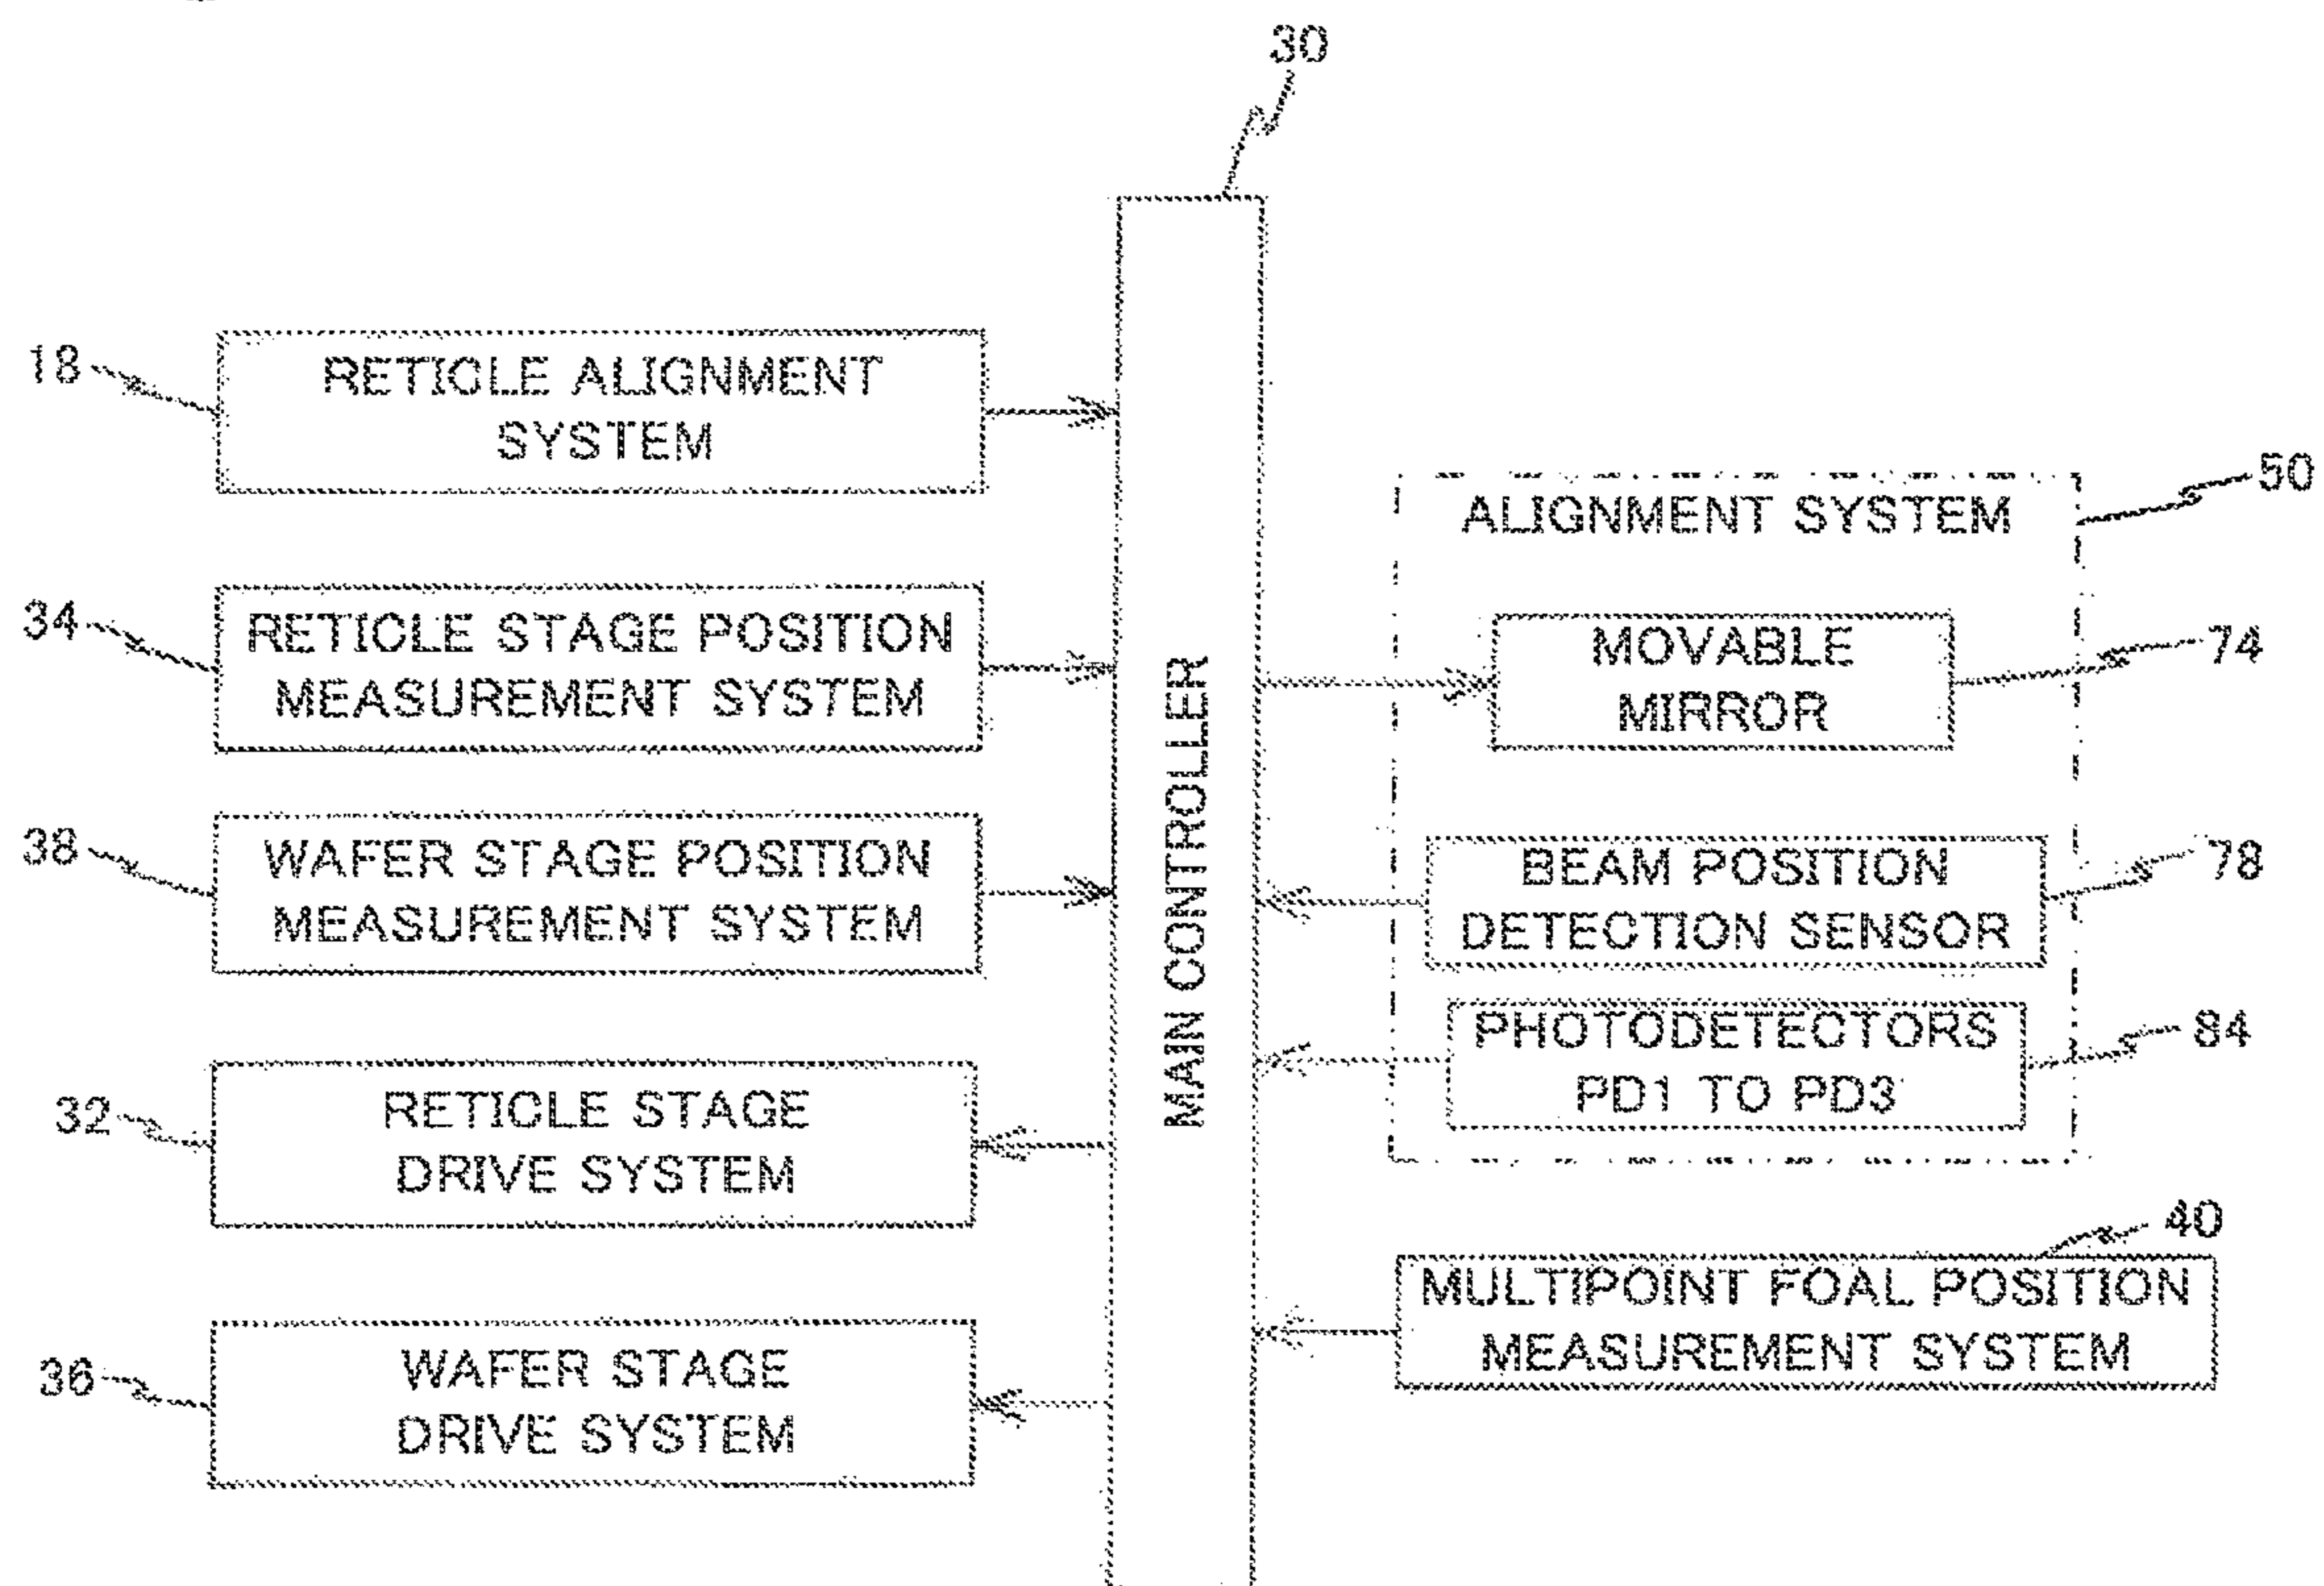 30
18
RETICLE ALIGNMENT
SYSTEM
34
RETICLE STAGE POSITION
MEASUREMENT SYSTEM
38
WAFER STAGE POSITION
MEASUREMENT SYSTEM
32
RETICLE STAGE
DRIVE SYSTEM
36
WAFER STAGE
DRIVE SYSTEM
MAIN CONTROLLER
50
ALIGNMENT SYSTEM
MOVABLE
MIRROR
74
BEAM POSITION
DETECTION SENSOR
78
PHOTODETECTORS
PD1 TO PD3
84
40
MULTIPOINT FOAL POSITION
MEASUREMENT SYSTEM